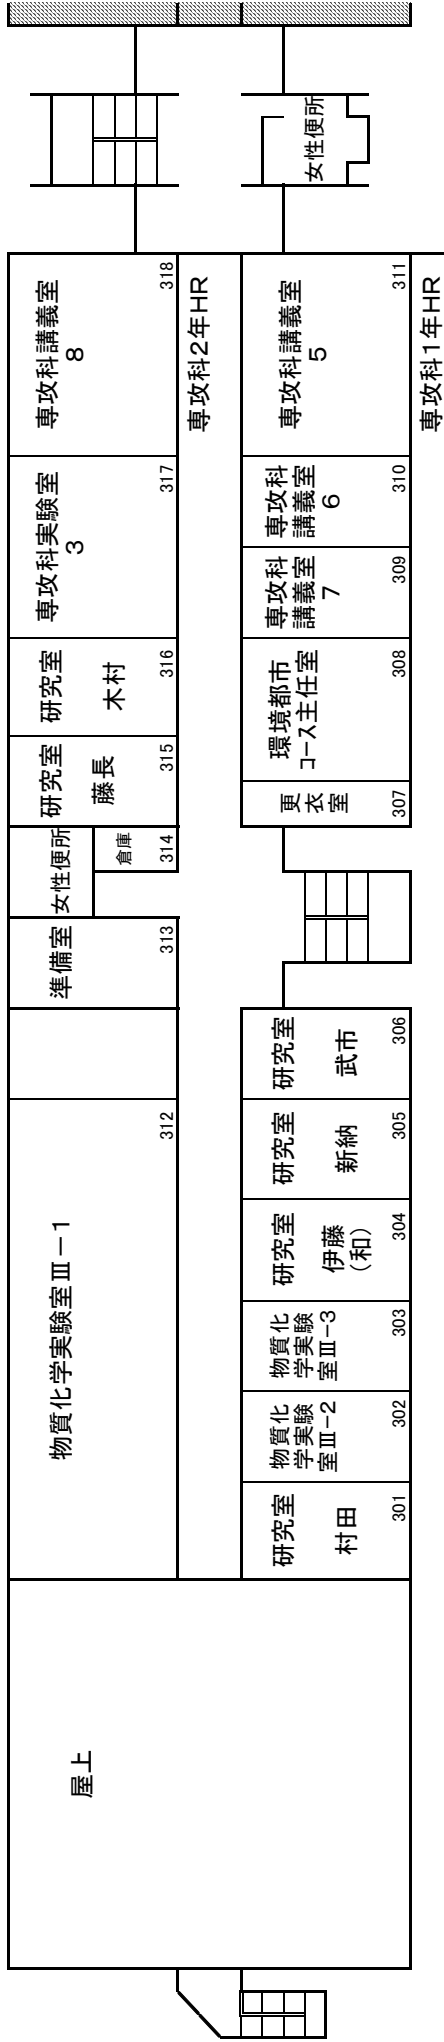 屋上
物質化学実験室Ⅲ－1
312
準備室
313
女性便所
倉庫
314
研究室
藤長
315
研究室
木村
316
専攻科実験室
3
317
専攻科講義室
8
318
専攻科2年HR
研究室
村田
301
物質化
学実験
室Ⅲ－2
302
物質化
学実験
室Ⅲ－3
303
研究室
伊藤
（和）
304
研究室
新納
305
研究室
武市
306
更衣
室
307
環境都市
コース主任室
308
専攻科
講義室
7
309
専攻科
講義室
6
310
専攻科講義室
5
311
専攻科1年HR
女性便所